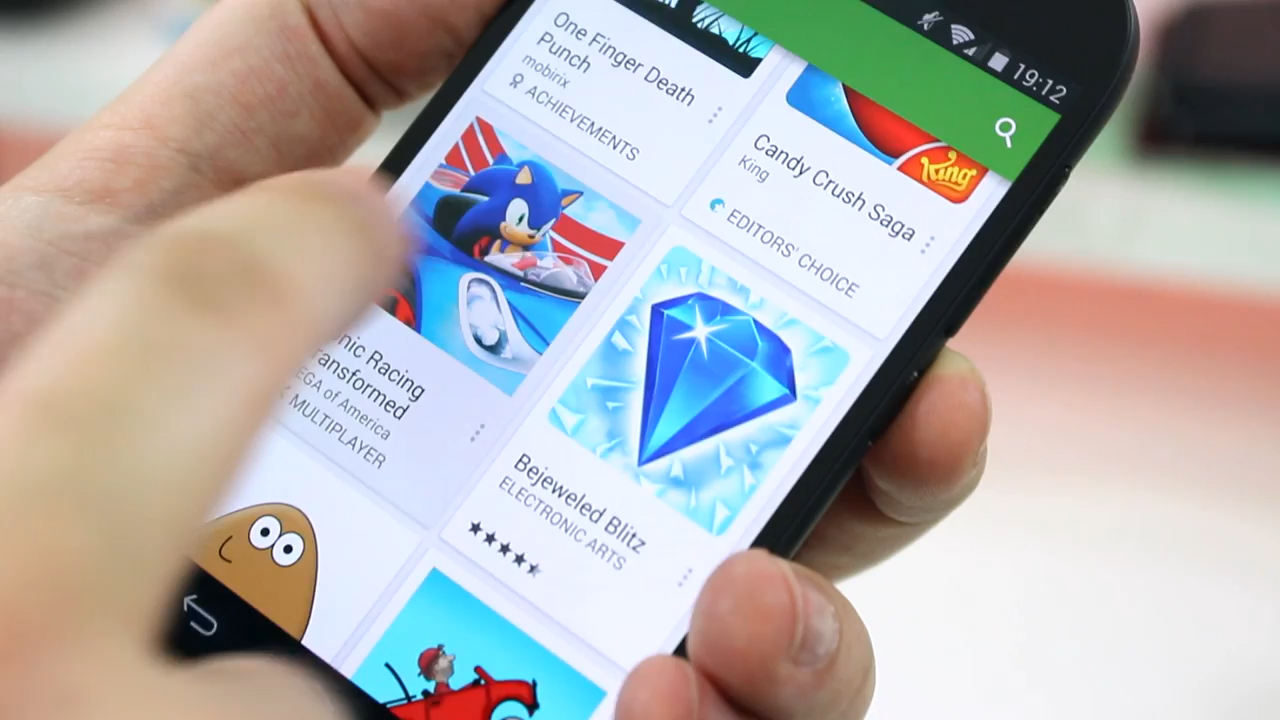 19:12
One Finger Death
Punch
mobirix
ACHIEVEMENTS
King
Candy Crush Saga
King
EDITORS' CHOICE
nic Racing
ansformed
EGA of America
MULTIPLAYER
Bejeweled Blitz
ELECTRONIC ARTS